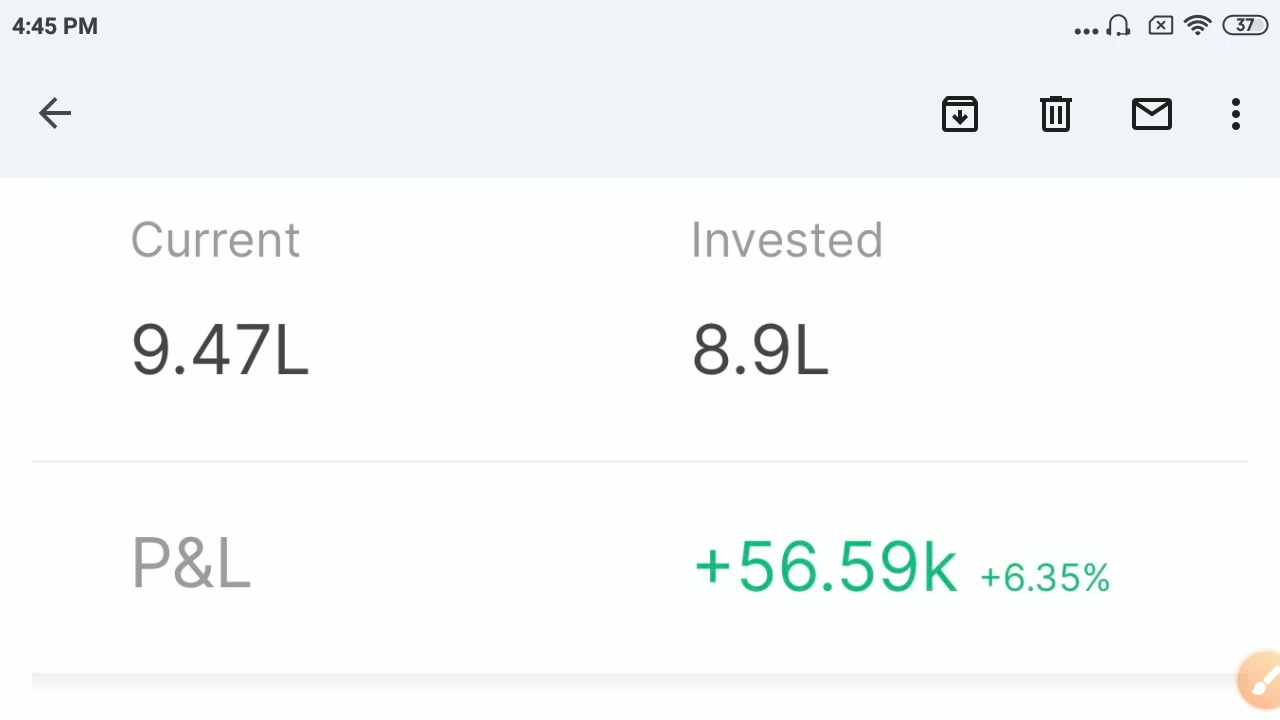 4:45 PM
37
Current Invested
9.47L 8.9L
P&L +56.59k +6.35%